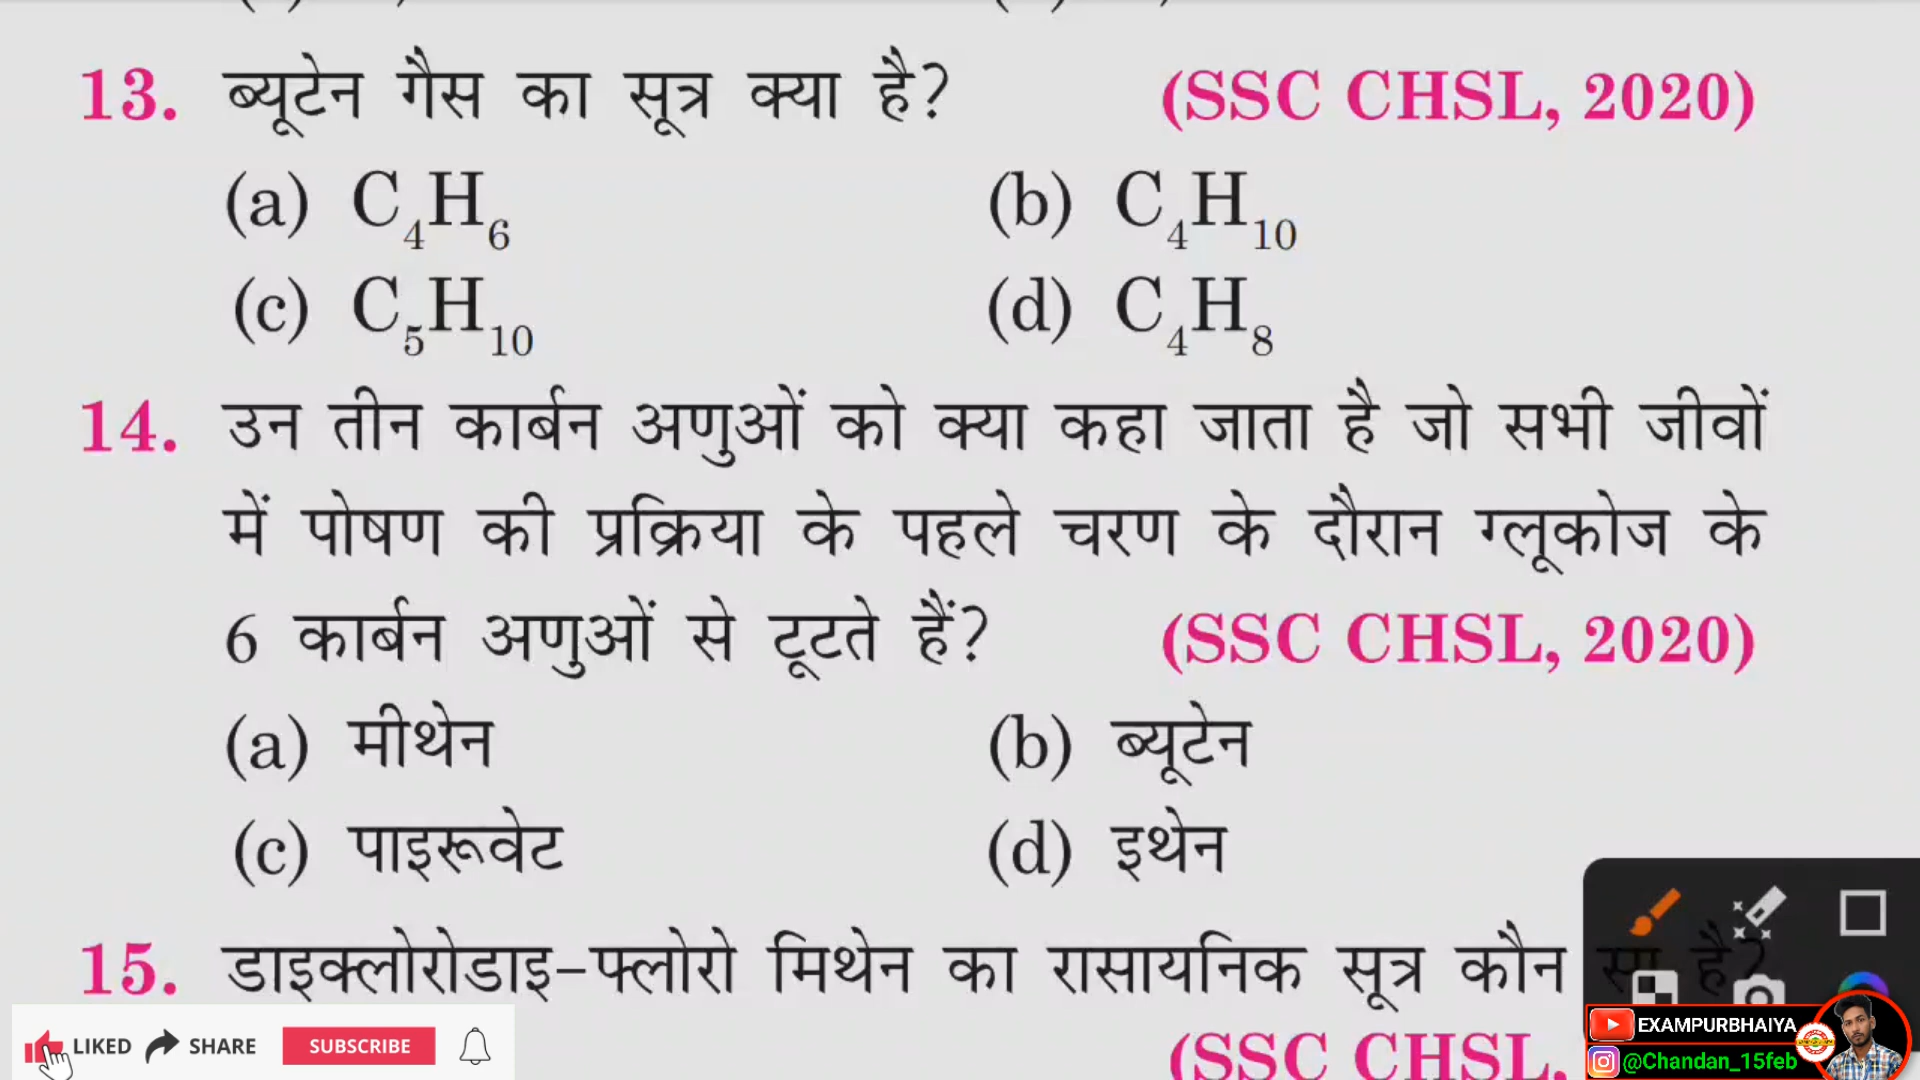 13. ब्यूटेन गैस का सूत्र क्या है? (SSC CHSL, 2020)
(a) C₄H₆ (b) C₄H₁₀
(c) C₅H₁₀ (d) C₄H₈
14. उन तीन कार्बन अणुओं को क्या कहा जाता है जो सभी जीवों
में पोषण की प्रक्रिया के पहले चरण के दौरान ग्लूकोज के
6 कार्बन अणुओं से टूटते हैं? (SSC CHSL, 2020)
(a) मीथेन (b) ब्यूटेन
(c) पाइरूवेट (d) इथेन
15. डाइक्लोरोडाइ-फ्लोरो मिथेन का रासायनिक सूत्र कौन सा है?
(SSC CHSL,
LIKED SHARE SUBSCRIBE
EXAMPURBHAIYA
@Chandan_15feb